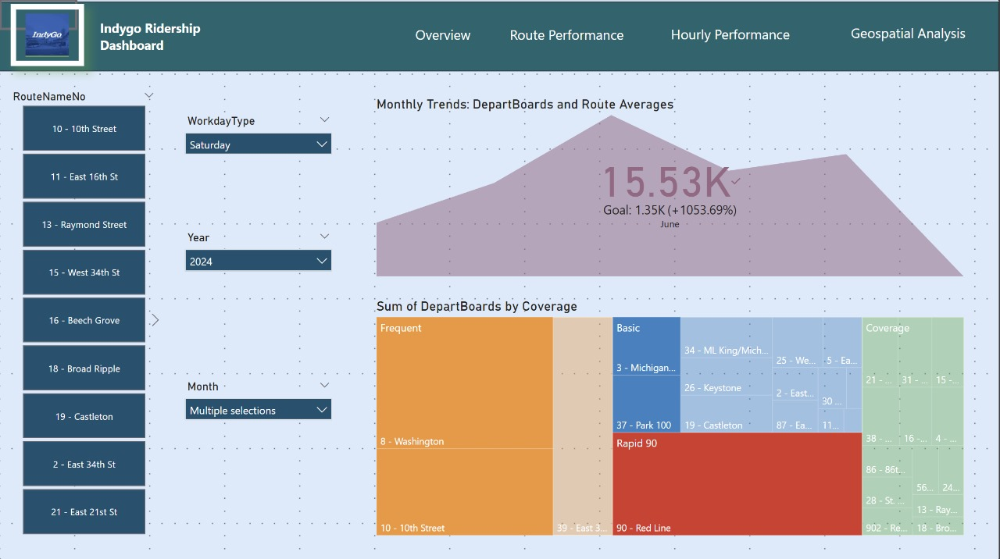 IndyGo
Indygo Ridership
Dashboard
Overview
Route Performance
Hourly Performance
Geospatial Analysis
RouteNameNo
10 - 10th Street
11 - East 16th St
13 - Raymond Street
15 - West 34th St
16 - Beech Grove
18 - Broad Ripple
19 - Castleton
2 - East 34th St
21 - East 21st St
WorkdayType
Saturday
Year
2024
Month
Multiple selections
Monthly Trends: DepartBoards and Route Averages
15.53K
Goal: 1.35K (+1053.69%)
June
Sum of DepartBoards by Coverage
Frequent
8 - Washington
10 - 10th Street
39 - East 3...
Basic
3 - Michigan...
37 - Park 100
34 - ML King/Mich...
26 - Keystone
19 - Castleton
25 - We...
5 - Ea...
2 - East...
30 ...
87 - Ea...
11...
Rapid 90
90 - Red Line
Coverage
21 - ...
31 - ...
15 -...
38 - ...
16 -...
4 - ...
86 - 86t...
28 - St. ...
902 - Re...
56...
24...
13 - Ray...
18 - Bro...